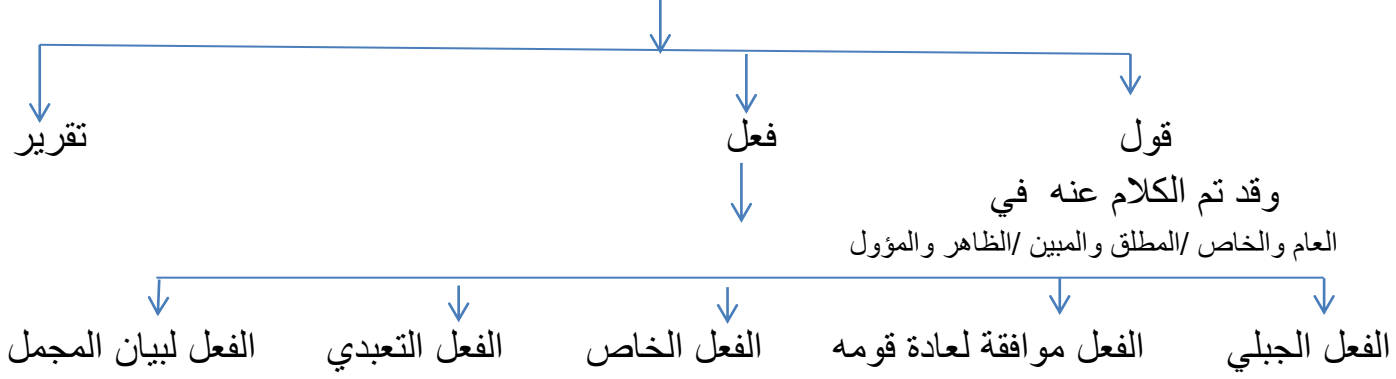 قول
فعل
تقرير
وقد تم الكلام عنه في
العام والخاص /المطلق والمبين /الظاهر والمؤول
الفعل الجبلي
الفعل موافقة لعادة قومه
الفعل الخاص
الفعل التعبدي
الفعل لبيان المجمل